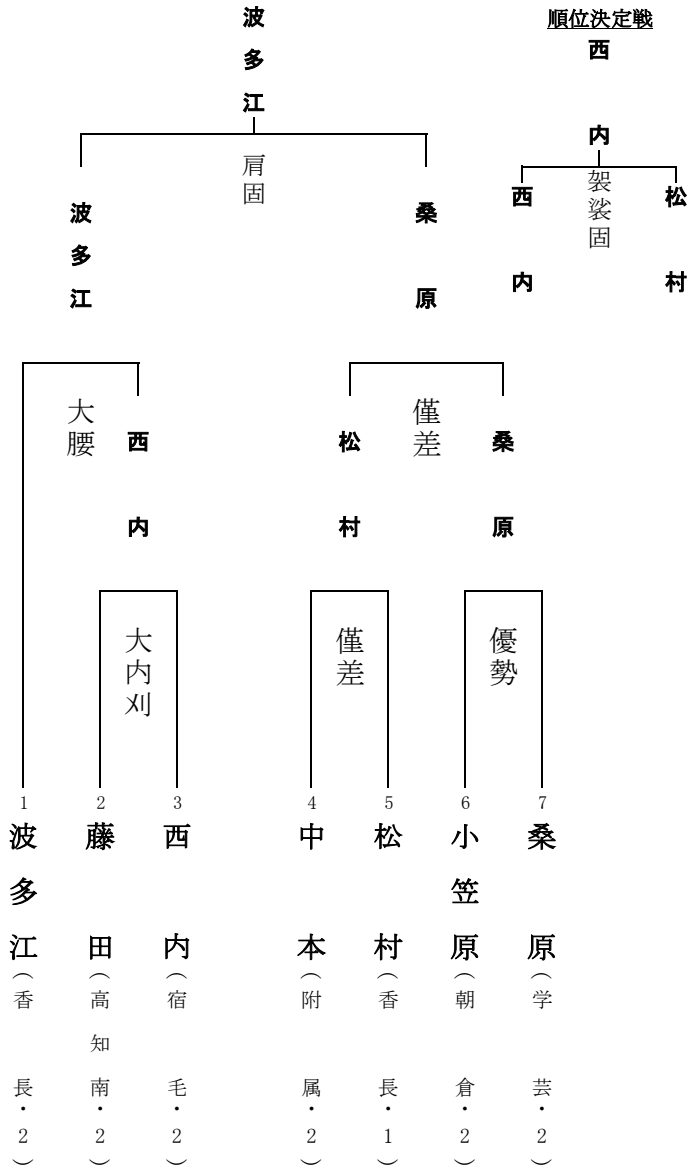 波多江
順位決定戦
西内
肩固
袈裟固
西内
松村
波多江
桑原
大腰
西内
松村
僅差
桑原
大内刈
僅差
優勢
1 波多江（香長・2）
2 藤田（高知南・2）
3 西内（宿毛・2）
4 中本（附属・2）
5 松村（香長・1）
6 小笠原（朝倉・2）
7 桑原（学芸・2）